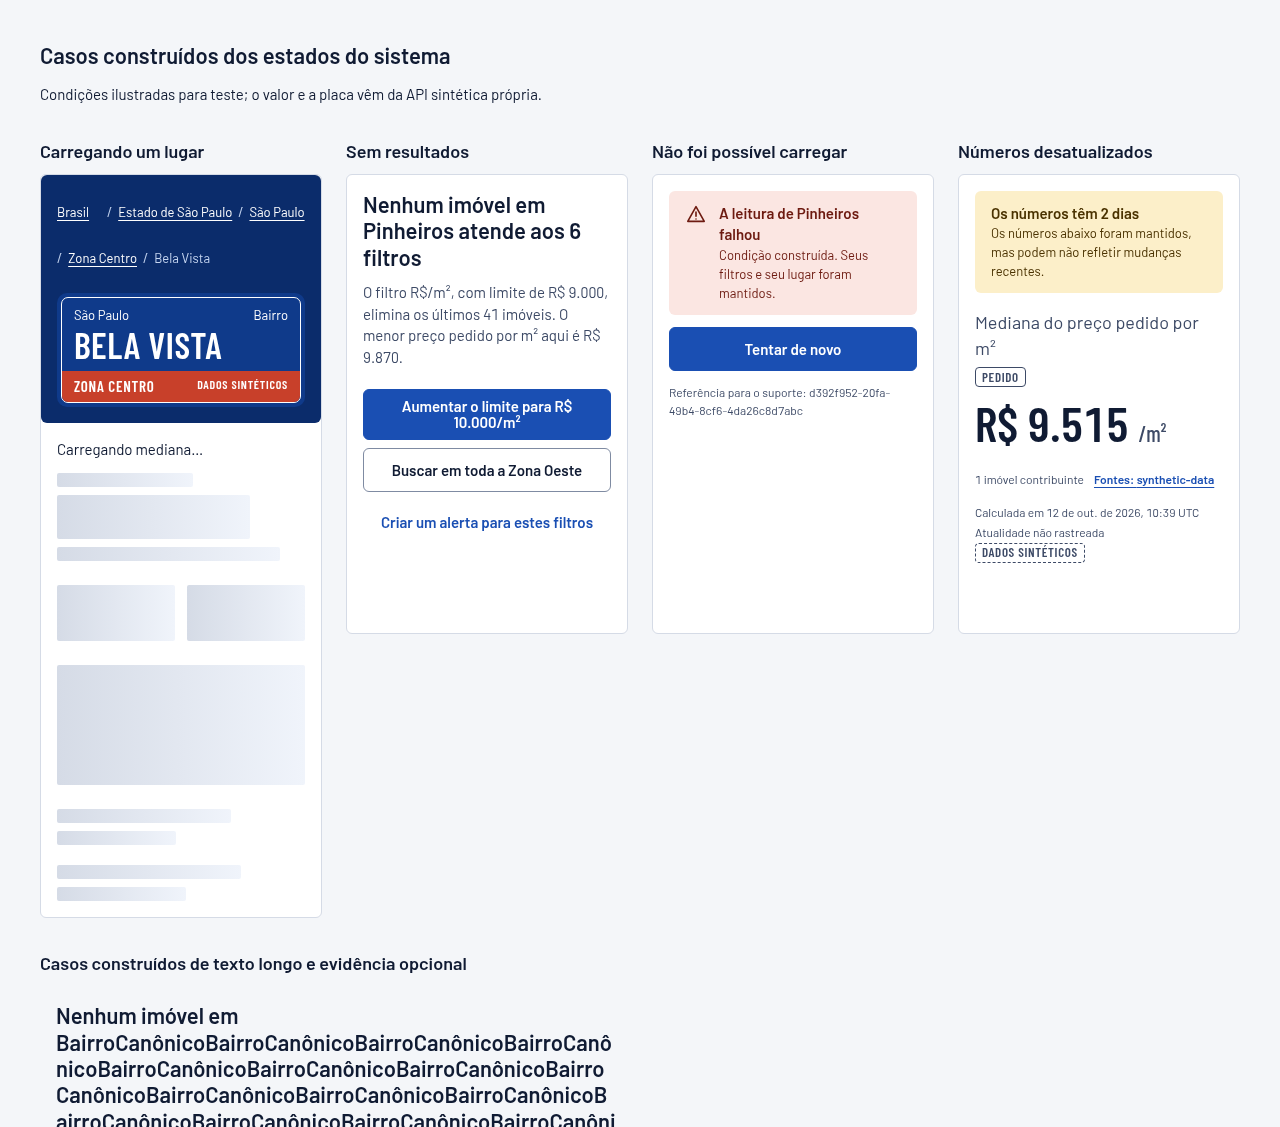 Casos construídos dos estados do sistema
Condições ilustradas para teste; o valor e a placa vêm da API sintética própria.
Carregando um lugar
Brasil / Estado de São Paulo / São Paulo
/ Zona Centro / Bela Vista
São Paulo Bairro
BELA VISTA
ZONA CENTRO DADOS SINTÉTICOS
Carregando mediana...
Sem resultados
Nenhum imóvel em
Pinheiros atende aos 6
filtros
O filtro R$/m², com limite de R$ 9.000,
elimina os últimos 41 imóveis. O
menor preço pedido por m² aqui é R$
9.870.
Aumentar o limite para R$
10.000/m²
Buscar em toda a Zona Oeste
Criar um alerta para estes filtros
Não foi possível carregar
A leitura de Pinheiros
falhou
Condição construída. Seus
filtros e seu lugar foram
mantidos.
Tentar de novo
Referência para o suporte: d392f952-20fa-
49b4-8cf6-4da26c8d7abc
Números desatualizados
Os números têm 2 dias
Os números abaixo foram mantidos,
mas podem não refletir mudanças
recentes.
Mediana do preço pedido por
m²
PEDIDO
R$ 9.515 /m²
1 imóvel contribuinte Fontes: synthetic-data
Calculada em 12 de out. de 2026, 10:39 UTC
Atualidade não rastreada
DADOS SINTÉTICOS
Casos construídos de texto longo e evidência opcional
Nenhum imóvel em
BairroCanônicoBairroCanônicoBairroCanônicoBairroCanô
nicoBairroCanônicoBairroCanônicoBairroCanônicoBairro
CanônicoBairroCanônicoBairroCanônicoBairroCanônicoB
airroCanônicoBairroCanônicoBairroCanônicoBairroCanôni